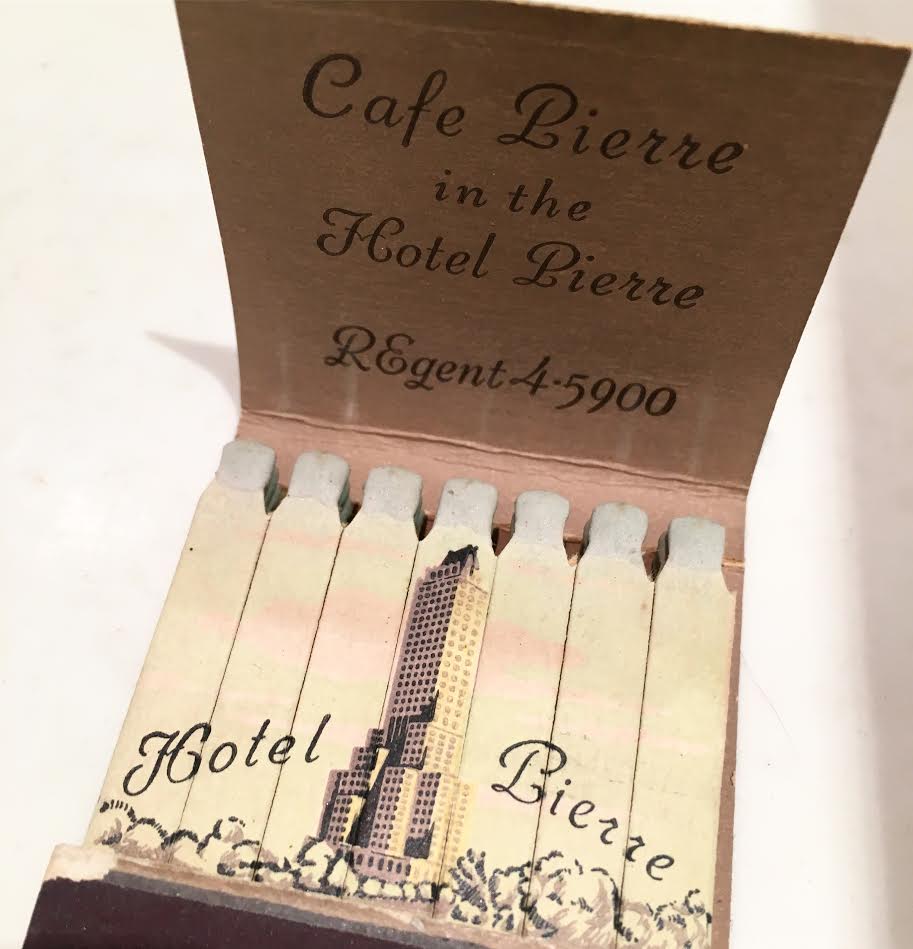 Cafe Pierre
in the
Hotel Pierre
REgent 4-5900
Hotel Pierre